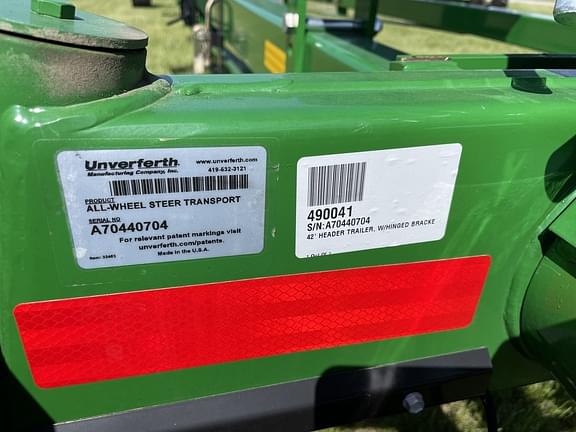 Unverferth®
Manufacturing Company, Inc.
www.unverferth.com
419-532-3121
PRODUCT
ALL-WHEEL STEER TRANSPORT
SERIAL NO
A70440704
For relevant patent markings visit
unverferth.com/patents.
Made in the U.S.A.
490041
S/N:A70440704
42' HEADER TRAILER, W/HINGED BRACKE